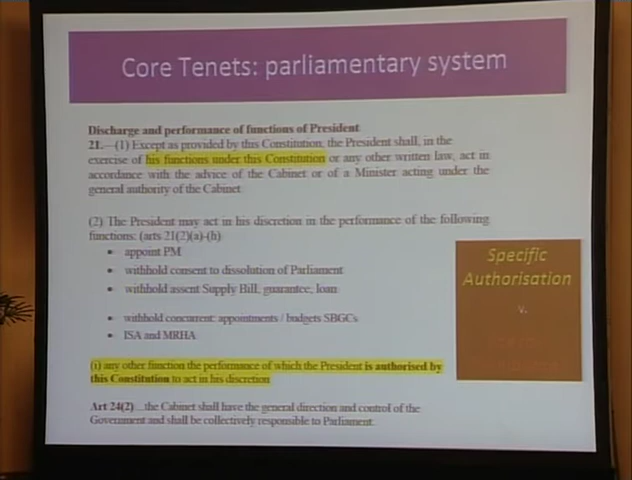 Core Tenets: parliamentary system
Discharge and performance of functions of President
21.—(1) Except as provided by this Constitution, the President shall, in the
exercise of his functions under this Constitution or any other written law, act in
accordance with the advice of the Cabinet or of a Minister acting under the
general authority of the Cabinet
(2) The President may act in his discretion in the performance of the following
functions: (arts 21(2)(a)-(h)
• appoint PM
• withhold consent to dissolution of Parliament
• withhold assent Supply Bill, guarantee, loan
• withhold concurrent: appointments / budgets SBGCs
• ISA and MRHA
(i) any other function the performance of which the President is authorised by
this Constitution to act in his discretion
Specific
Authorisation
v.
Art 24(2)...the Cabinet shall have the general direction and control of the
Government and shall be collectively responsible to Parliament.